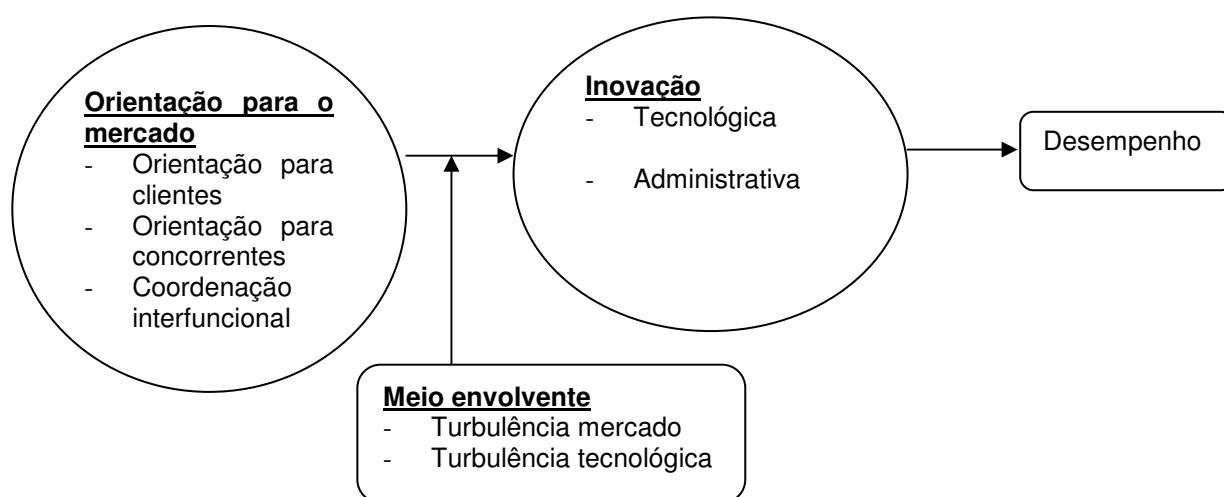 Orientação para o
mercado
- Orientação para
clientes
- Orientação para
concorrentes
- Coordenação
interfuncional
Inovação
- Tecnológica
- Administrativa
Desempenho
Meio envolvente
- Turbulência mercado
- Turbulência tecnológica